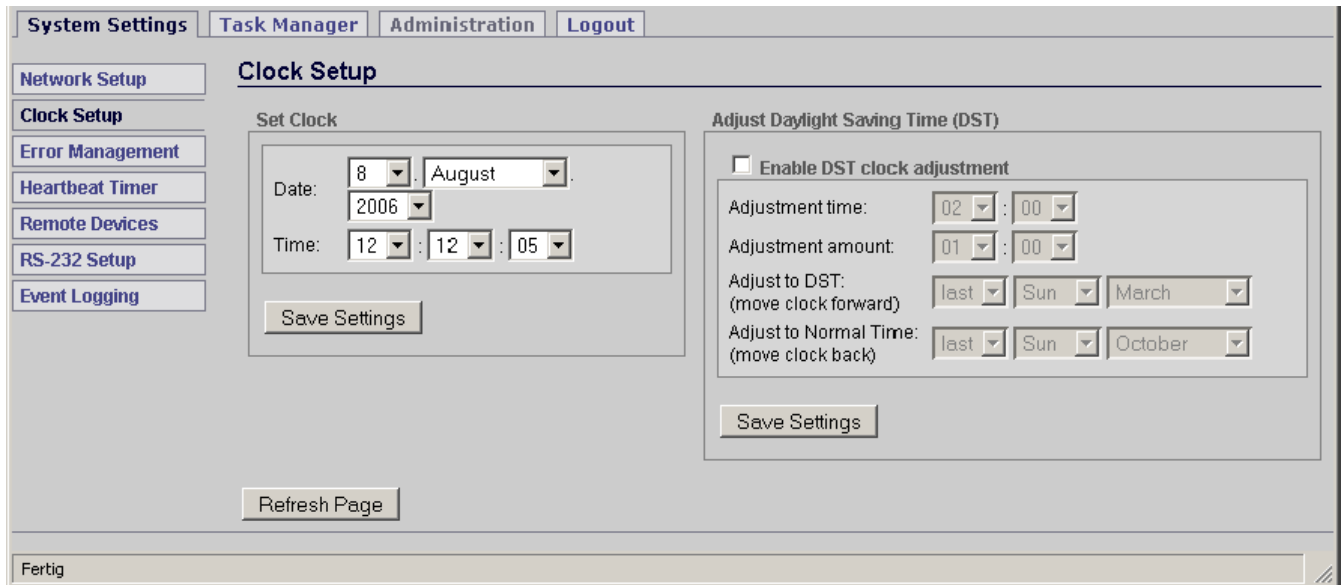 System Settings Task Manager Administration Logout
Network Setup
Clock Setup
Error Management
Heartbeat Timer
Remote Devices
RS-232 Setup
Event Logging
Clock Setup
Set Clock
Date: 8 . August .
2006
Time: 12 : 12 : 05
Save Settings
Adjust Daylight Saving Time (DST)
Enable DST clock adjustment
Adjustment time: 02 : 00
Adjustment amount: 01 : 00
Adjust to DST:
(move clock forward) last Sun March
Adjust to Normal Time:
(move clock back) last Sun October
Save Settings
Refresh Page
Fertig